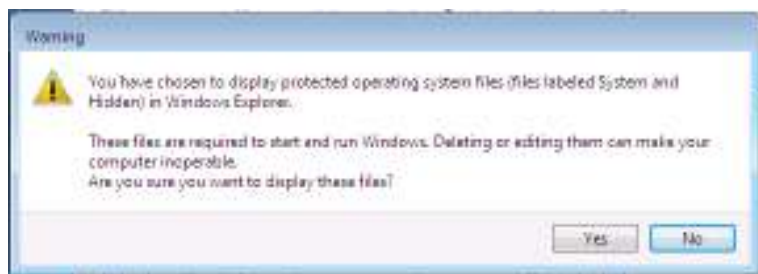 Warning
You have chosen to display protected operating system files (files labeled System and
Hidden) in Windows Explorer.
These files are required to start and run Windows. Deleting or editing them can make your
computer inoperable.
Are you sure you want to display these files?
Yes
No